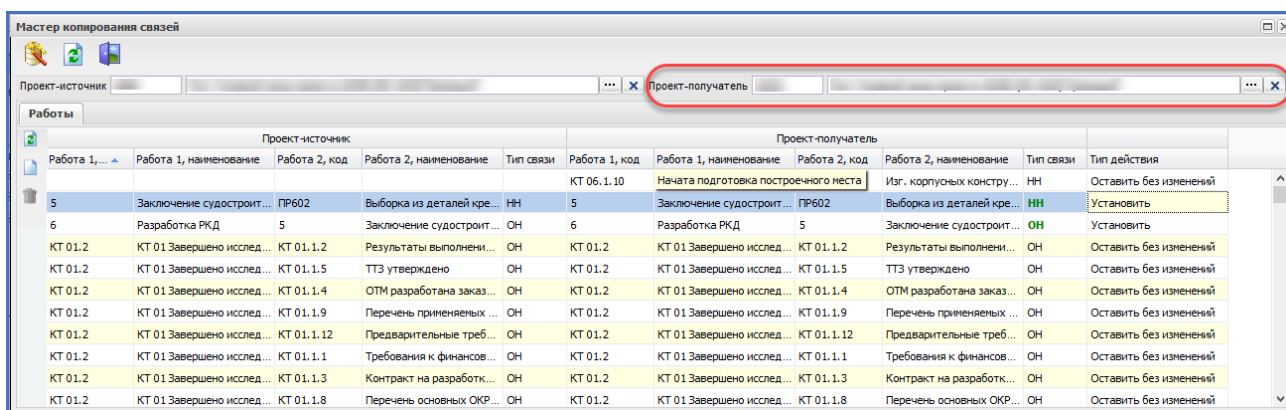 Мастер копирования связей
Проект-источник ... Проект-получатель ...
Работы
Проект-источник Проект-получатель
Работа 1,... Работа 1, наименование Работа 2, код Работа 2, наименование Тип связи Работа 1, код Работа 1, наименование Работа 2, код Работа 2, наименование Тип связи Тип действия
КТ 06.1.10 Начата подготовка построечного места Изг. корпусных констру... НН Оставить без изменений
5 Заключение судостроит... ПР602 Выборка из деталей кре... НН 5 Заключение судостроит... ПР602 Выборка из деталей кре... НН Установить
6 Разработка РКД 5 Заключение судостроит... ОН 6 Разработка РКД 5 Заключение судостроит... ОН Установить
КТ 01.2 КТ 01 Завершено исслед... КТ 01.1.2 Результаты выполнени... ОН КТ 01.2 КТ 01 Завершено исслед... КТ 01.1.2 Результаты выполнени... ОН Оставить без изменений
КТ 01.2 КТ 01 Завершено исслед... КТ 01.1.5 ТТЗ утверждено ОН КТ 01.2 КТ 01 Завершено исслед... КТ 01.1.5 ТТЗ утверждено ОН Оставить без изменений
КТ 01.2 КТ 01 Завершено исслед... КТ 01.1.4 ОТМ разработана заказ... ОН КТ 01.2 КТ 01 Завершено исслед... КТ 01.1.4 ОТМ разработана заказ... ОН Оставить без изменений
КТ 01.2 КТ 01 Завершено исслед... КТ 01.1.9 Перечень применяемых ... ОН КТ 01.2 КТ 01 Завершено исслед... КТ 01.1.9 Перечень применяемых ... ОН Оставить без изменений
КТ 01.2 КТ 01 Завершено исслед... КТ 01.1.12 Предварительные треб... ОН КТ 01.2 КТ 01 Завершено исслед... КТ 01.1.12 Предварительные треб... ОН Оставить без изменений
КТ 01.2 КТ 01 Завершено исслед... КТ 01.1.1 Требования к финансов... ОН КТ 01.2 КТ 01 Завершено исслед... КТ 01.1.1 Требования к финансов... ОН Оставить без изменений
КТ 01.2 КТ 01 Завершено исслед... КТ 01.1.3 Контракт на разработк... ОН КТ 01.2 КТ 01 Завершено исслед... КТ 01.1.3 Контракт на разработк... ОН Оставить без изменений
КТ 01.2 КТ 01 Завершено исслед... КТ 01.1.8 Перечень основных ОКР... ОН КТ 01.2 КТ 01 Завершено исслед... КТ 01.1.8 Перечень основных ОКР... ОН Оставить без изменений